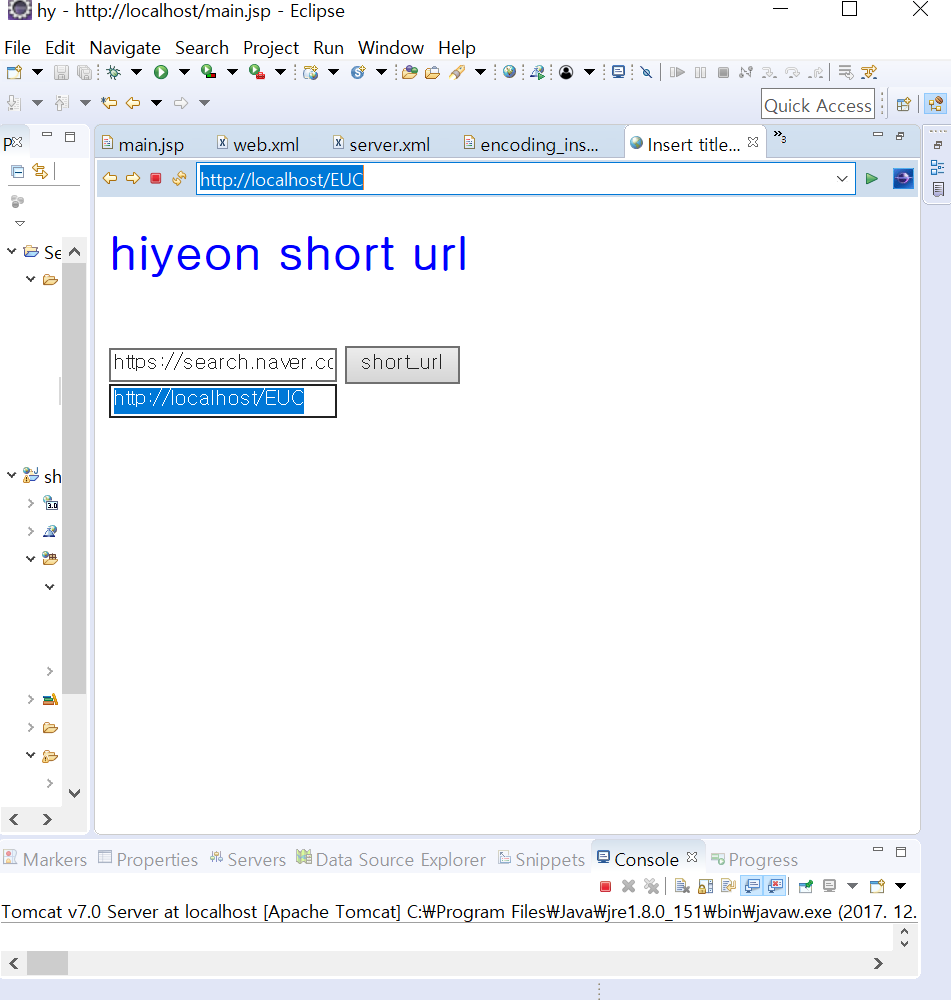 hy - http://localhost/main.jsp - Eclipse
File Edit Navigate Search Project Run Window Help
Quick Access
P main.jsp web.xml server.xml encoding_ins... Insert title... »3
http://localhost/EUC
hiyeon short url
Se
https://search.naver.co short_url
http://localhost/EUC
sh
3.0
Markers Properties Servers Data Source Explorer Snippets Console Progress
Tomcat v7.0 Server at localhost [Apache Tomcat] C:₩Program Files₩Java₩jre1.8.0_151₩bin₩javaw.exe (2017. 12.